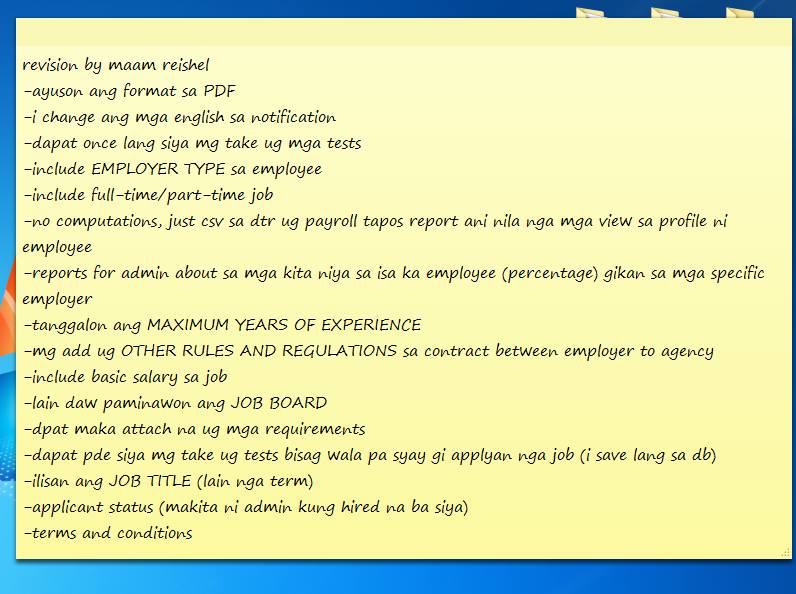 revision by maam reishel
-ayuson ang format sa PDF
-i change ang mga english sa notification
-dapat once lang siya mg take ug mga tests
-include EMPLOYER TYPE sa employee
-include full-time/part-time job
-no computations, just csv sa dtr ug payroll tapos report ani nila nga mga view sa profile ni
employee
-reports for admin about sa mga kita niya sa isa ka employee (percentage) gikan sa mga specific
employer
-tanggalon ang MAXIMUM YEARS OF EXPERIENCE
-mg add ug OTHER RULES AND REGULATIONS sa contract between employer to agency
-include basic salary sa job
-lain daw paminawon ang JOB BOARD
-dpat maka attach na ug mga requirements
-dapat pde siya mg take ug tests bisag wala pa syay gi applyan nga job (i save lang sa db)
-ilisan ang JOB TITLE (lain nga term)
-applicant status (makita ni admin kung hired na ba siya)
-terms and conditions